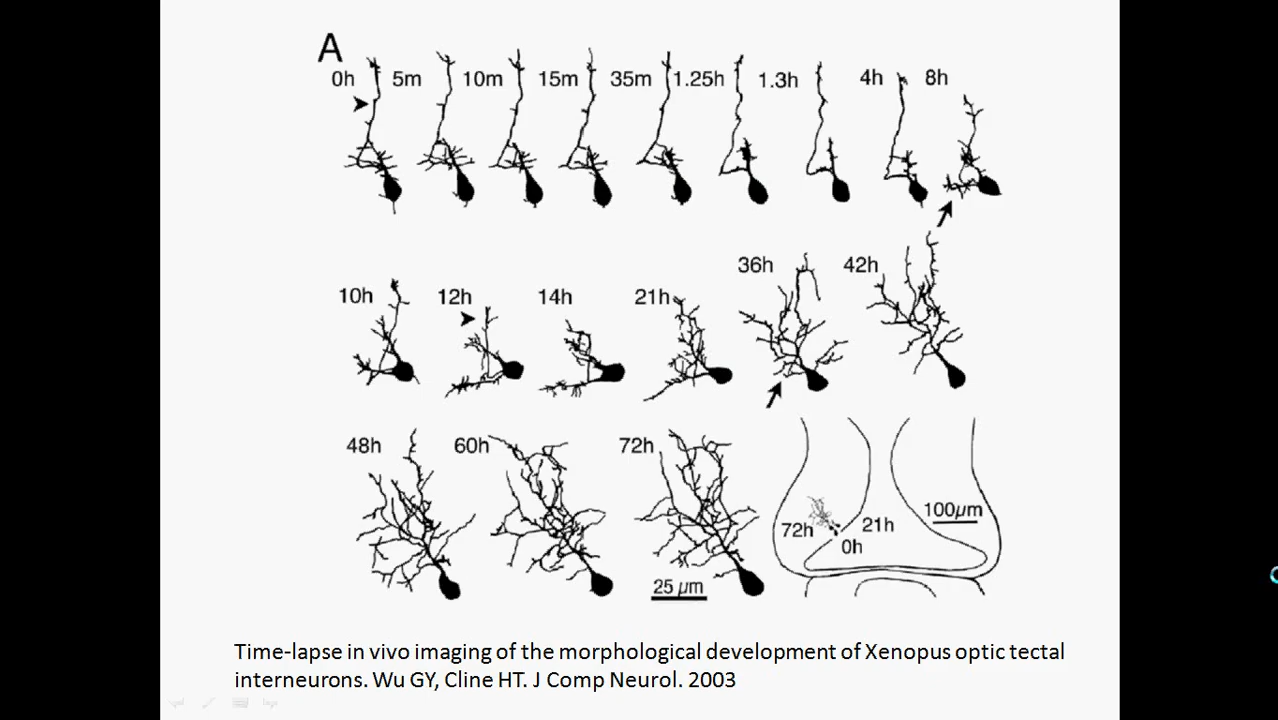 A
0h 5m 10m 15m 35m 1.25h 1.3h 4h 8h
10h 12h 14h 21h 36h 42h
48h 60h 72h
72h 21h 0h 100µm
25 µm
Time-lapse in vivo imaging of the morphological development of Xenopus optic tectal
interneurons. Wu GY, Cline HT. J Comp Neurol. 2003